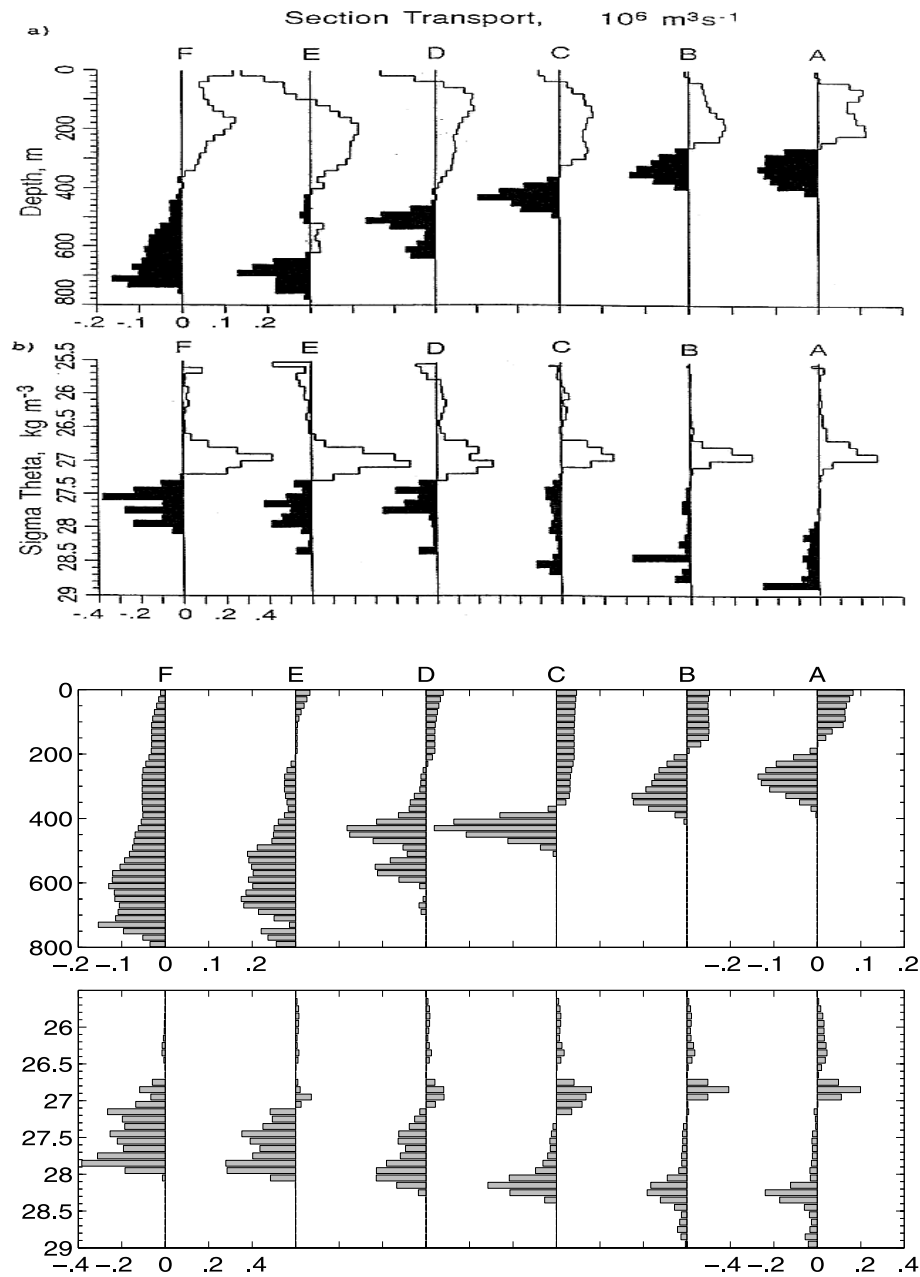 Section Transport, 10⁶ m³s⁻¹
a)
F E D C B A
Depth, m
0
200
400
600
800
-.2 -.1 0 .1 .2
b)
F E D C B A
Sigma Theta, kg m⁻³
25.5
26
26.5
27
27.5
28
28.5
29
-.4 -.2 0 .2 .4
F E D C B A
0
200
400
600
800
-.2 -.1 0 .1 .2 -.2 -.1 0 .1 .2
26
26.5
27
27.5
28
28.5
29
-.4 -.2 0 .2 .4 -.4 -.2 0 .2 .4